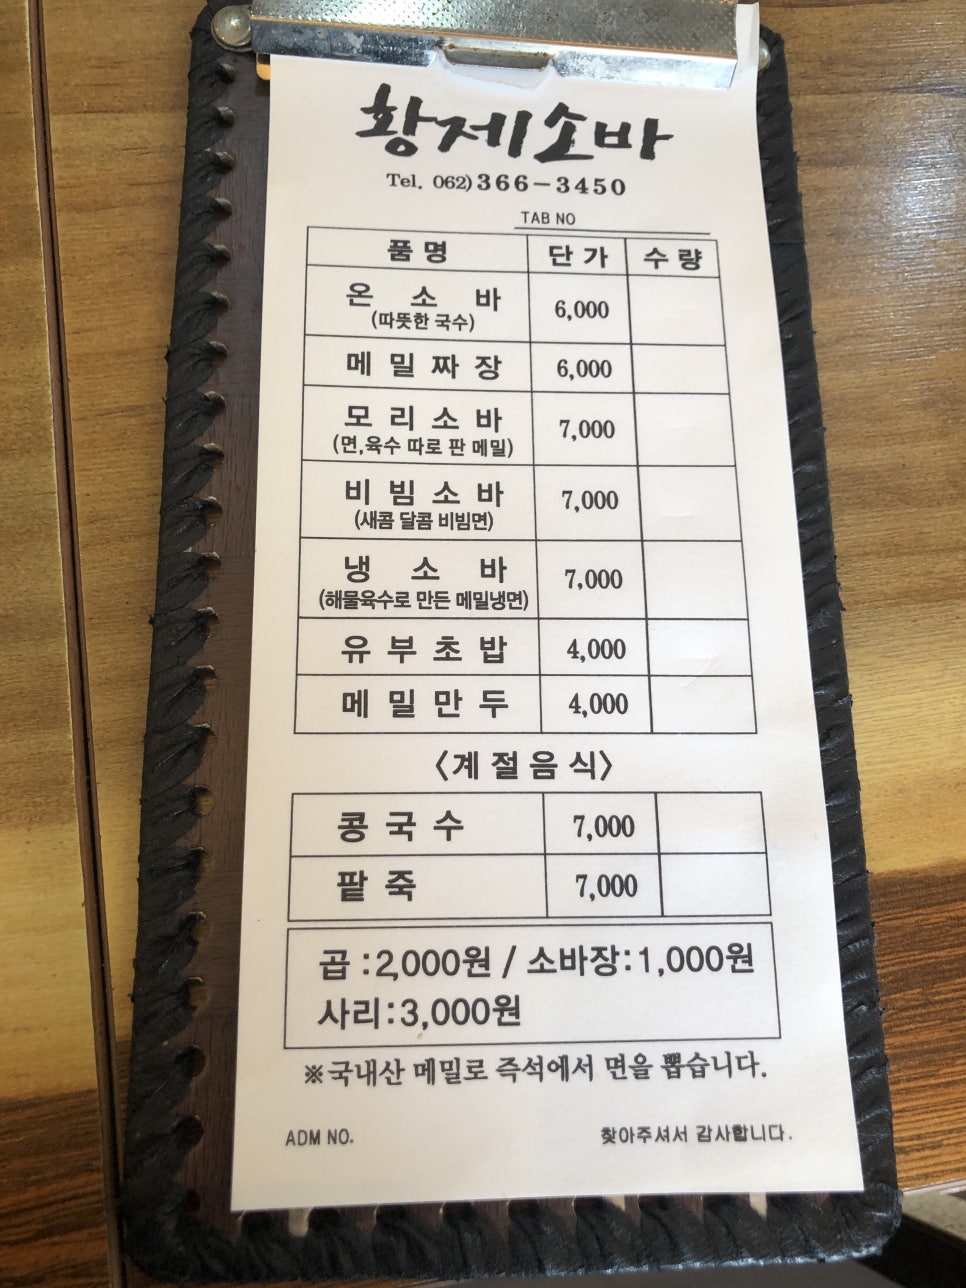 황제소바
Tel. 062)366-3450
TAB NO
품명 단가 수량
온소바 6,000
(따뜻한 국수)
메밀짜장 6,000
모리소바 7,000
(면,육수 따로 판 메밀)
비빔소바 7,000
(새콤 달콤 비빔면)
냉소바 7,000
(해물육수로 만든 메밀냉면)
유부초밥 4,000
메밀만두 4,000
<계절음식>
콩국수 7,000
팥죽 7,000
곱:2,000원 / 소바장:1,000원
사리:3,000원
※국내산 메밀로 즉석에서 면을 뽑습니다.
ADM NO. 찾아주셔서 감사합니다.